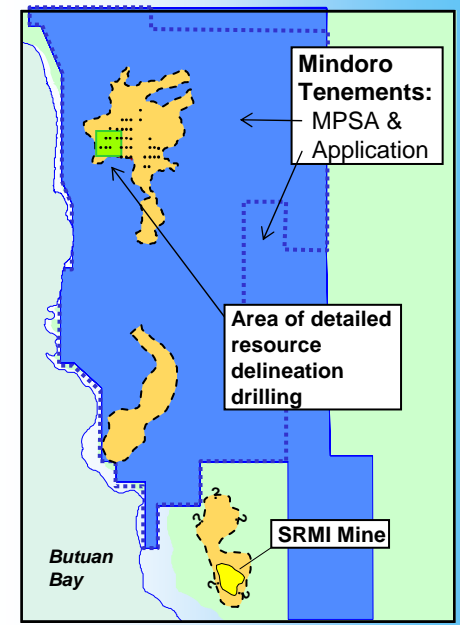 Mindoro
Tenements:
MPSA &
Application
Area of detailed
resource
delineation
drilling
?
?
?
SRMI Mine
?
?
Butuan
Bay